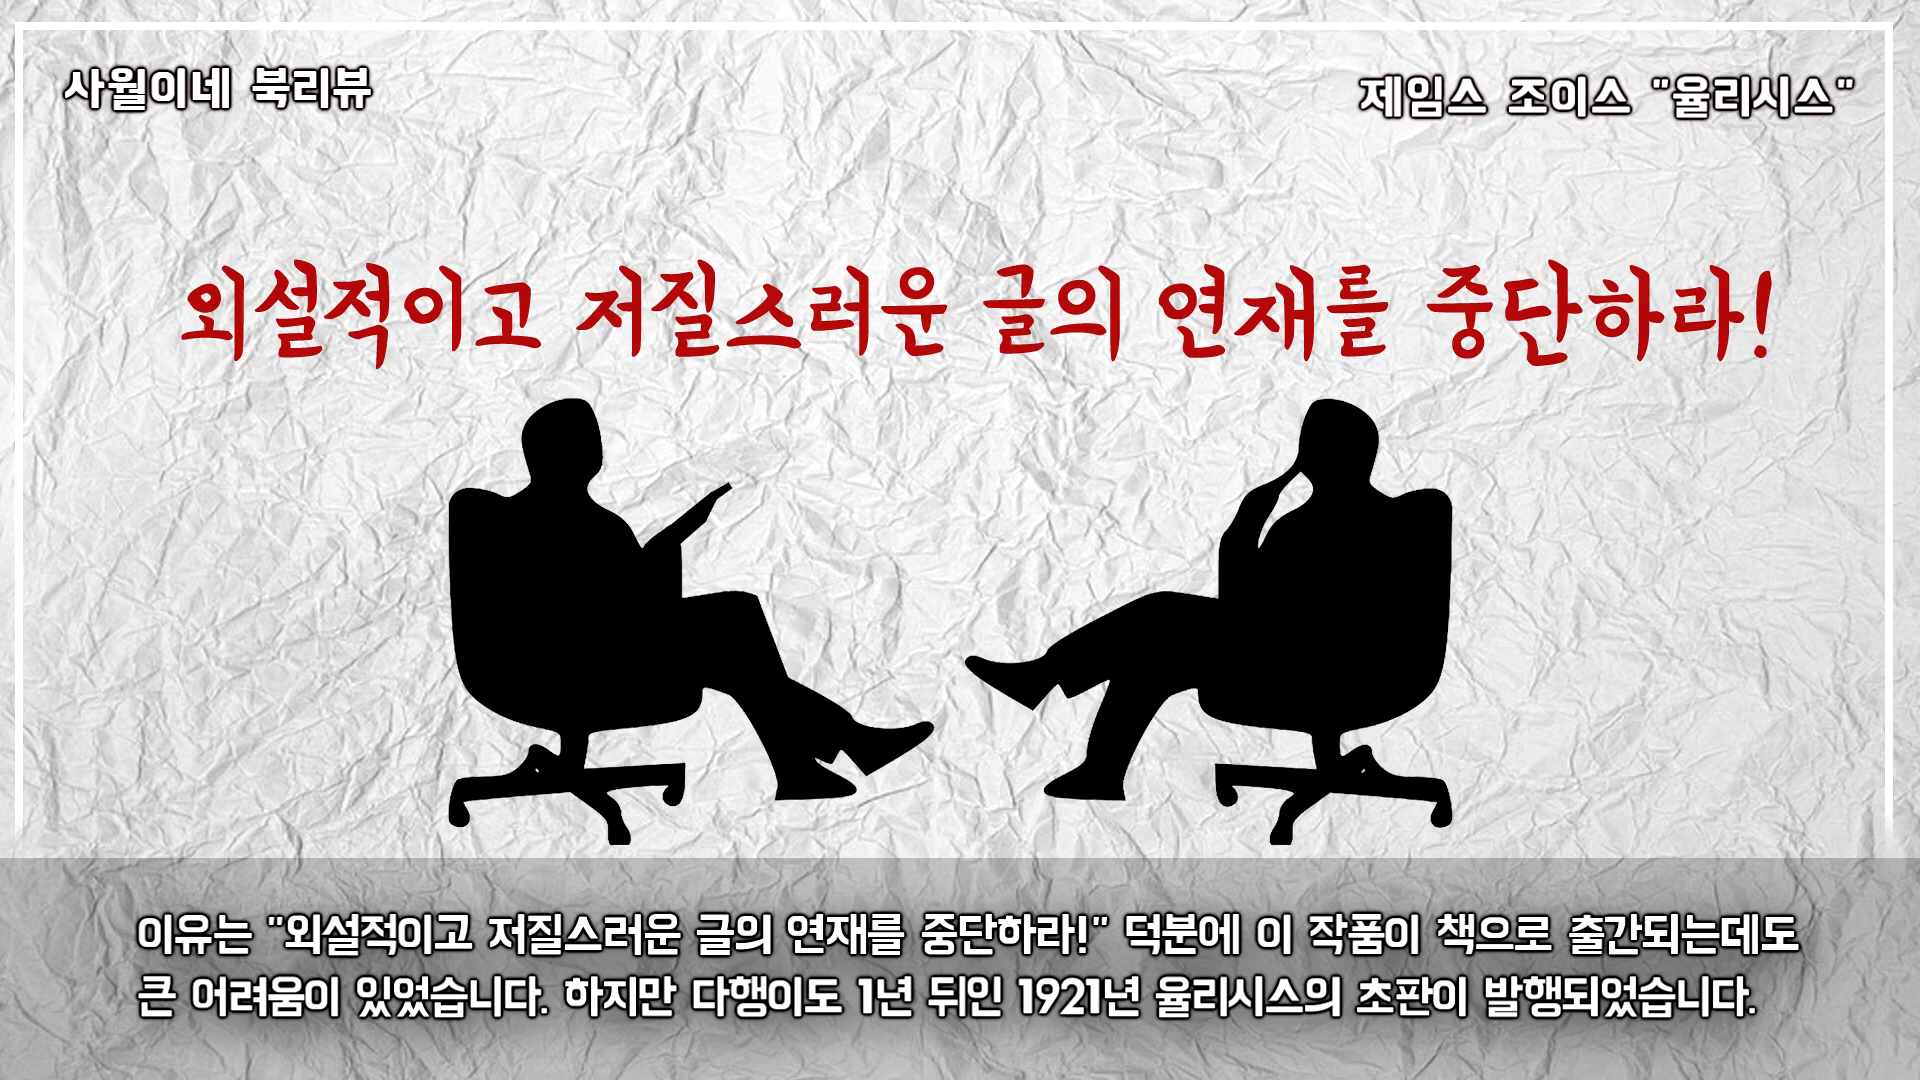 사월이네 북리뷰
제임스 조이스 "율리시스"
외설적이고 저질스러운 글의 연재를 중단하라!
이유는 "외설적이고 저질스러운 글의 연재를 중단하라!" 덕분에 이 작품이 책으로 출간되는데도
큰 어려움이 있었습니다. 하지만 다행이도 1년 뒤인 1921년 율리시스의 초판이 발행되었습니다.